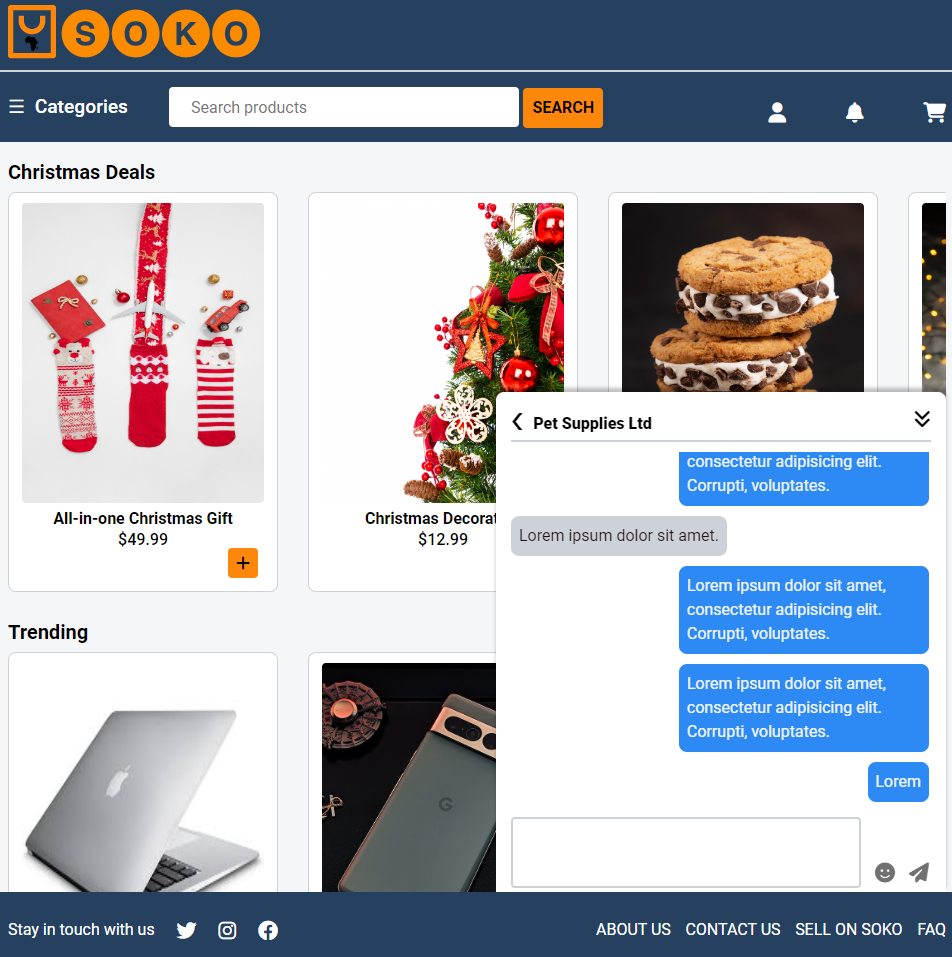 SOKO
☰ Categories
Search products
SEARCH
Christmas Deals
All-in-one Christmas Gift
$49.99
+
Christmas Decorat
$12.99
Pet Supplies Ltd
consectetur adipisicing elit.
Corrupti, voluptates.
Lorem ipsum dolor sit amet.
Lorem ipsum dolor sit amet,
consectetur adipisicing elit.
Corrupti, voluptates.
Lorem ipsum dolor sit amet,
consectetur adipisicing elit.
Corrupti, voluptates.
Lorem
Trending
G
Stay in touch with us
ABOUT US CONTACT US SELL ON SOKO FAQ